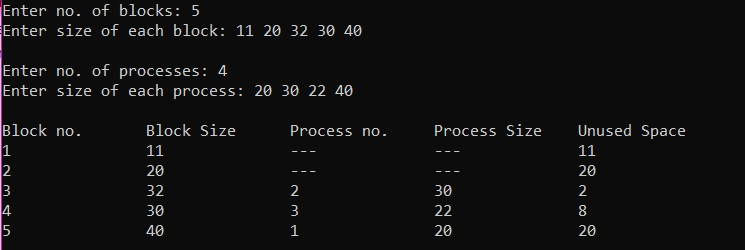 Enter no. of blocks: 5
Enter size of each block: 11 20 32 30 40
Enter no. of processes: 4
Enter size of each process: 20 30 22 40
Block no. Block Size Process no. Process Size Unused Space
1 11 --- --- 11
2 20 --- --- 20
3 32 2 30 2
4 30 3 22 8
5 40 1 20 20